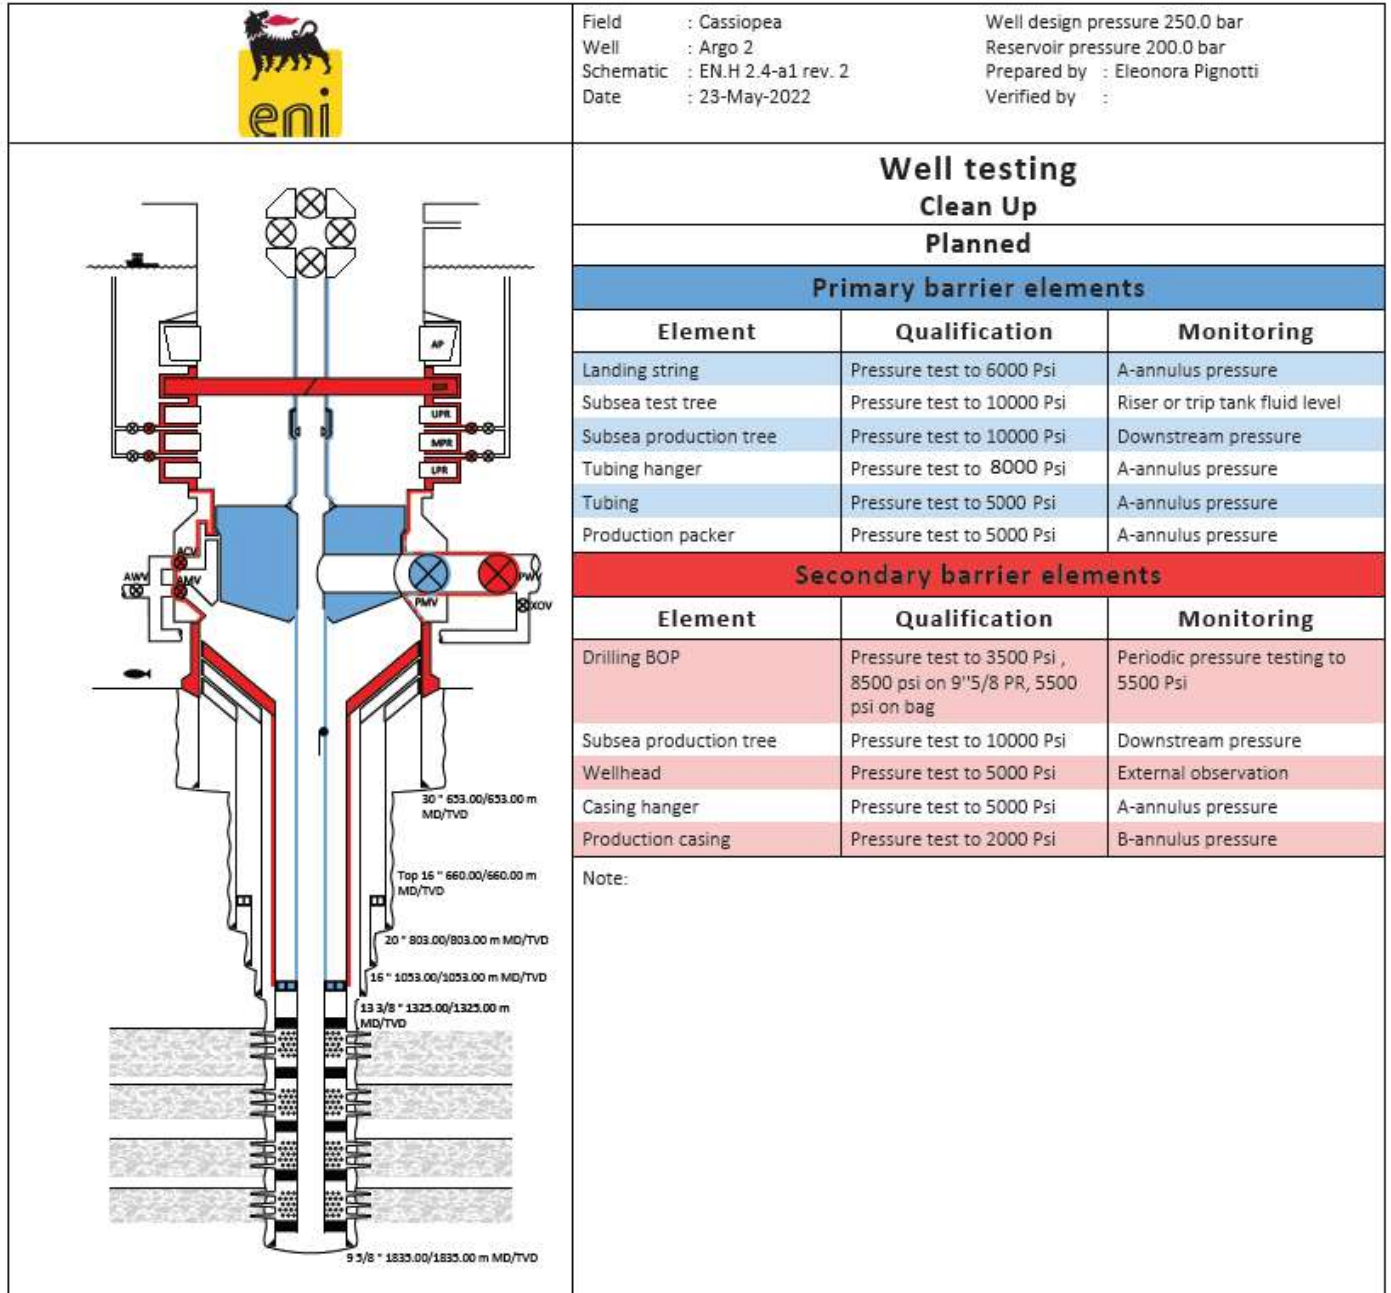 eni
Field : Cassiopea
Well : Argo 2
Schematic : EN.H 2.4-a1 rev. 2
Date : 23-May-2022
Well design pressure 250.0 bar
Reservoir pressure 200.0 bar
Prepared by : Eleonora Pignotti
Verified by :
Well testing
Clean Up
Planned
Primary barrier elements
Element Qualification Monitoring
Landing string Pressure test to 6000 Psi A-annulus pressure
Subsea test tree Pressure test to 10000 Psi Riser or trip tank fluid level
Subsea production tree Pressure test to 10000 Psi Downstream pressure
Tubing hanger Pressure test to 8000 Psi A-annulus pressure
Tubing Pressure test to 5000 Psi A-annulus pressure
Production packer Pressure test to 5000 Psi A-annulus pressure
Secondary barrier elements
Element Qualification Monitoring
Drilling BOP Pressure test to 3500 Psi , Periodic pressure testing to
8500 psi on 9''5/8 PR, 5500 5500 Psi
psi on bag
Subsea production tree Pressure test to 10000 Psi Downstream pressure
Wellhead Pressure test to 5000 Psi External observation
Casing hanger Pressure test to 5000 Psi A-annulus pressure
Production casing Pressure test to 2000 Psi B-annulus pressure
Note:
AP
UPR
MPR
LPR
ACV
AWV
AMV
PMV
PWV
XOV
30 " 653.00/653.00 m
MD/TVD
Top 16 " 660.00/660.00 m
MD/TVD
20 " 803.00/803.00 m MD/TVD
16 " 1053.00/1053.00 m MD/TVD
13 3/8 " 1325.00/1325.00 m
MD/TVD
9 5/8 " 1835.00/1835.00 m MD/TVD